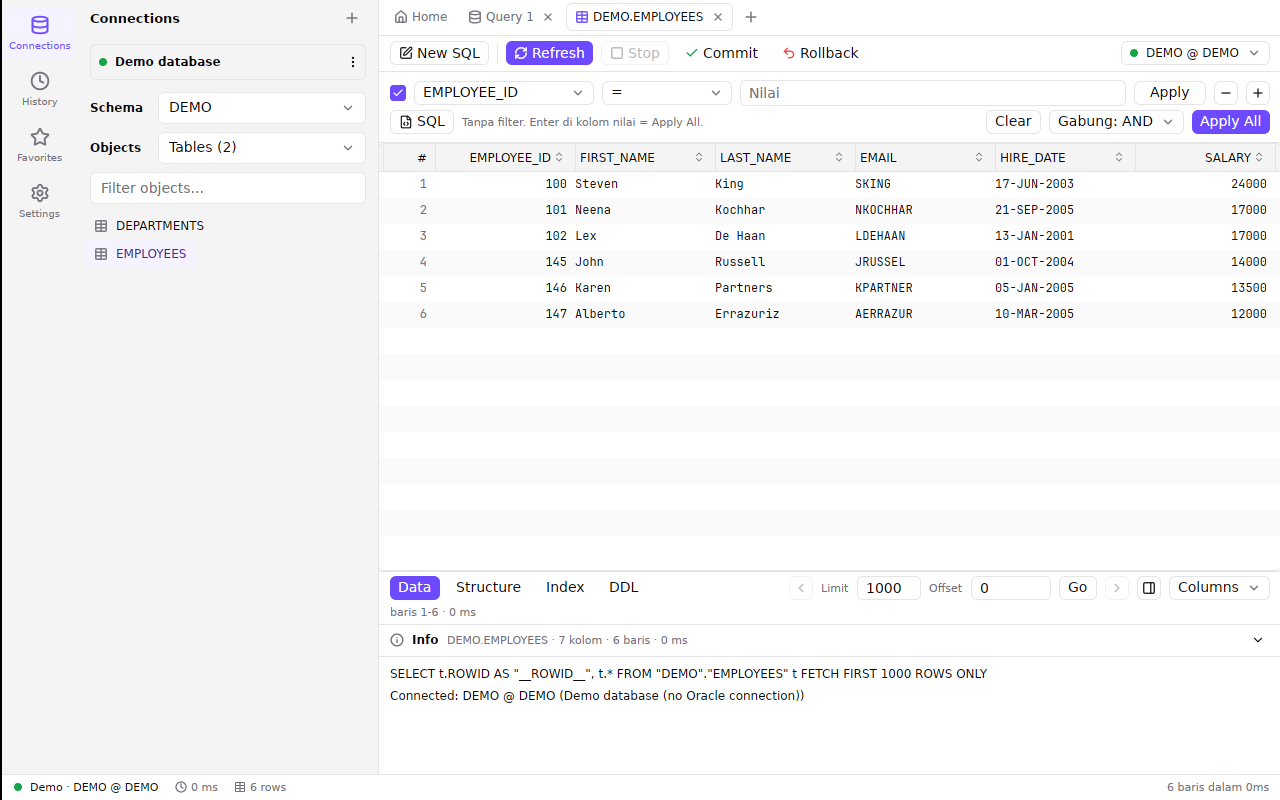 Connections
History
Favorites
Settings
Connections
Demo database
Schema DEMO
Objects Tables (2)
Filter objects...
DEPARTMENTS
EMPLOYEES
Home Query 1 DEMO.EMPLOYEES
New SQL Refresh Stop Commit Rollback DEMO @ DEMO
EMPLOYEE_ID = Nilai Apply
SQL Tanpa filter. Enter di kolom nilai = Apply All. Clear Gabung: AND Apply All
# EMPLOYEE_ID FIRST_NAME LAST_NAME EMAIL HIRE_DATE SALARY
1 100 Steven King SKING 17-JUN-2003 24000
2 101 Neena Kochhar NKOCHHAR 21-SEP-2005 17000
3 102 Lex De Haan LDEHAAN 13-JAN-2001 17000
4 145 John Russell JRUSSEL 01-OCT-2004 14000
5 146 Karen Partners KPARTNER 05-JAN-2005 13500
6 147 Alberto Errazuriz AERRAZUR 10-MAR-2005 12000
Data Structure Index DDL Limit 1000 Offset 0 Go Columns
baris 1-6 · 0 ms
Info DEMO.EMPLOYEES · 7 kolom · 6 baris · 0 ms
SELECT t.ROWID AS "__ROWID__", t.* FROM "DEMO"."EMPLOYEES" t FETCH FIRST 1000 ROWS ONLY
Connected: DEMO @ DEMO (Demo database (no Oracle connection))
Demo · DEMO @ DEMO 0 ms 6 rows 6 baris dalam 0ms